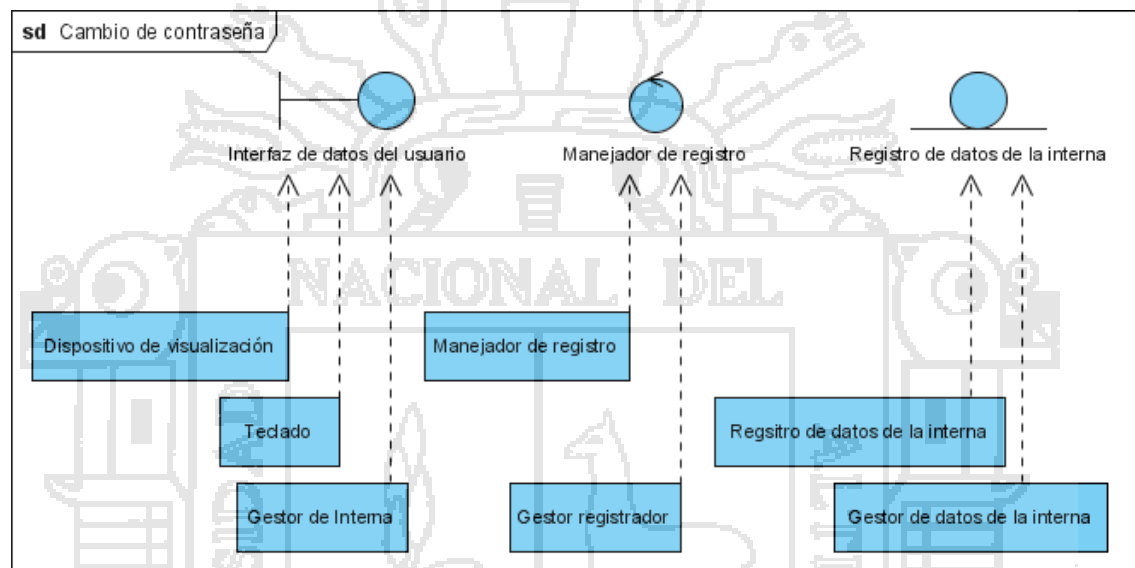 sd Cambio de contraseña
Interfaz de datos del usuario
Manejador de registro
Registro de datos de la interna
NACIONAL DEL
Dispositivo de visualización
Manejador de registro
Teclado
Regsitro de datos de la interna
Gestor de Interna
Gestor registrador
Gestor de datos de la interna